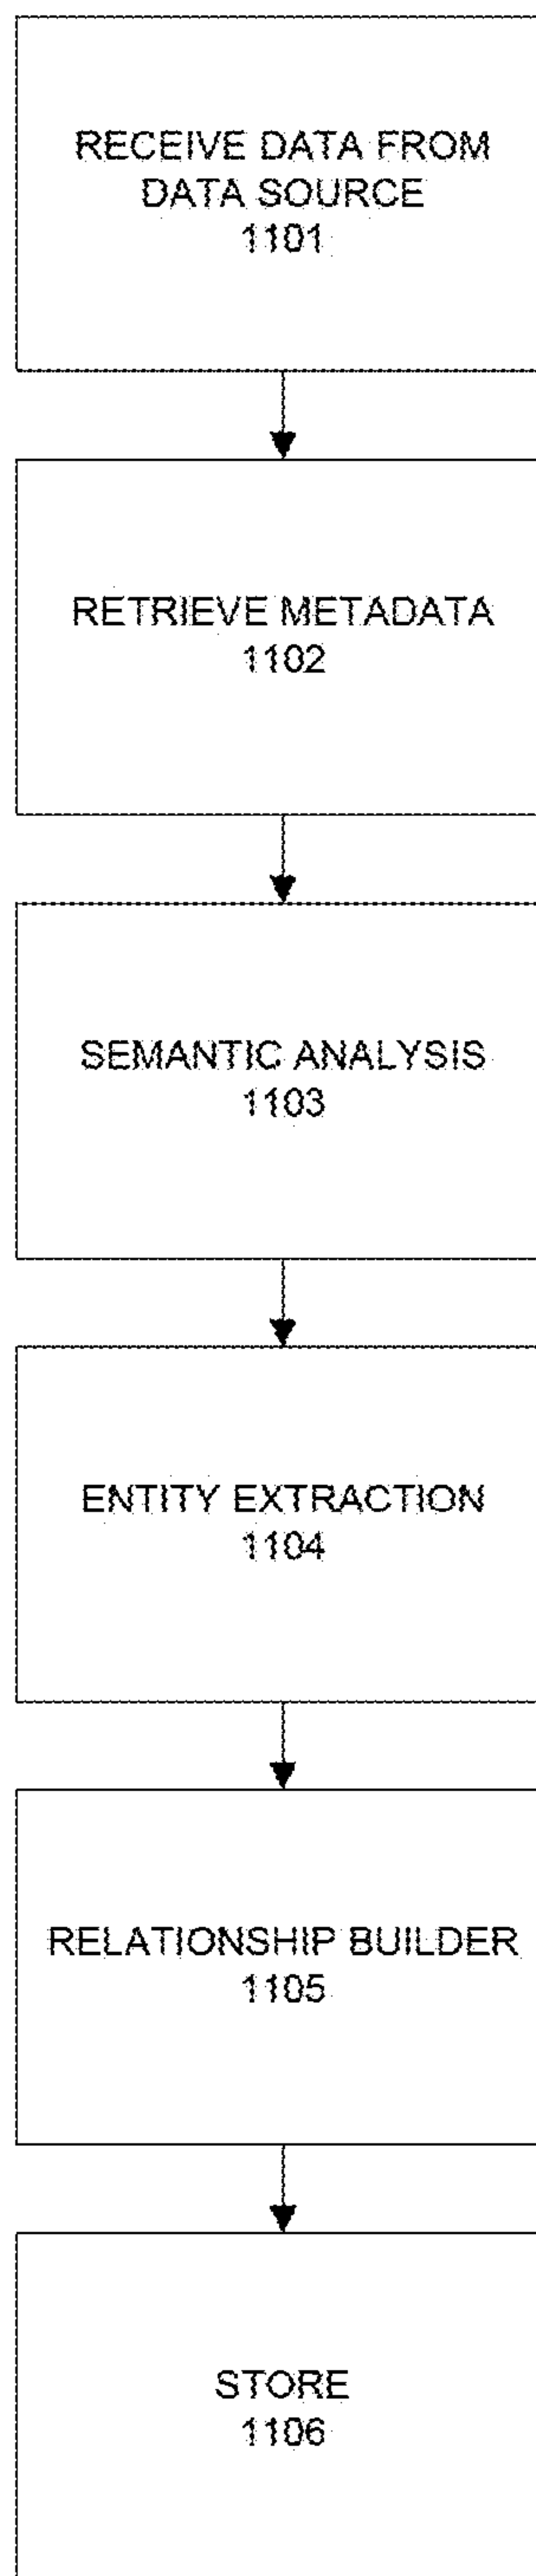 RECEIVE DATA FROM
DATA SOURCE
1101
RETRIEVE METADATA
1102
SEMANTIC ANALYSIS
1103
ENTITY EXTRACTION
1104
RELATIONSHIP BUILDER
1105
STORE
1106